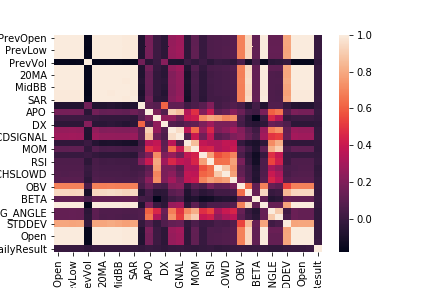 PrevOpen
PrevLow
PrevVol
20MA
MidBB
SAR
APO
DX
CDSIGNAL
MOM
RSI
CHSLOWD
OBV
BETA
G_ANGLE
STDDEV
Open
ailyResult
Open
vLow
evVol
20MA
MidBB
SAR
APO
DX
GNAL
MOM
RSI
OWD
OBV
BETA
NGLE
DDEV
Open
Result
1.0
0.8
0.6
0.4
0.2
0.0